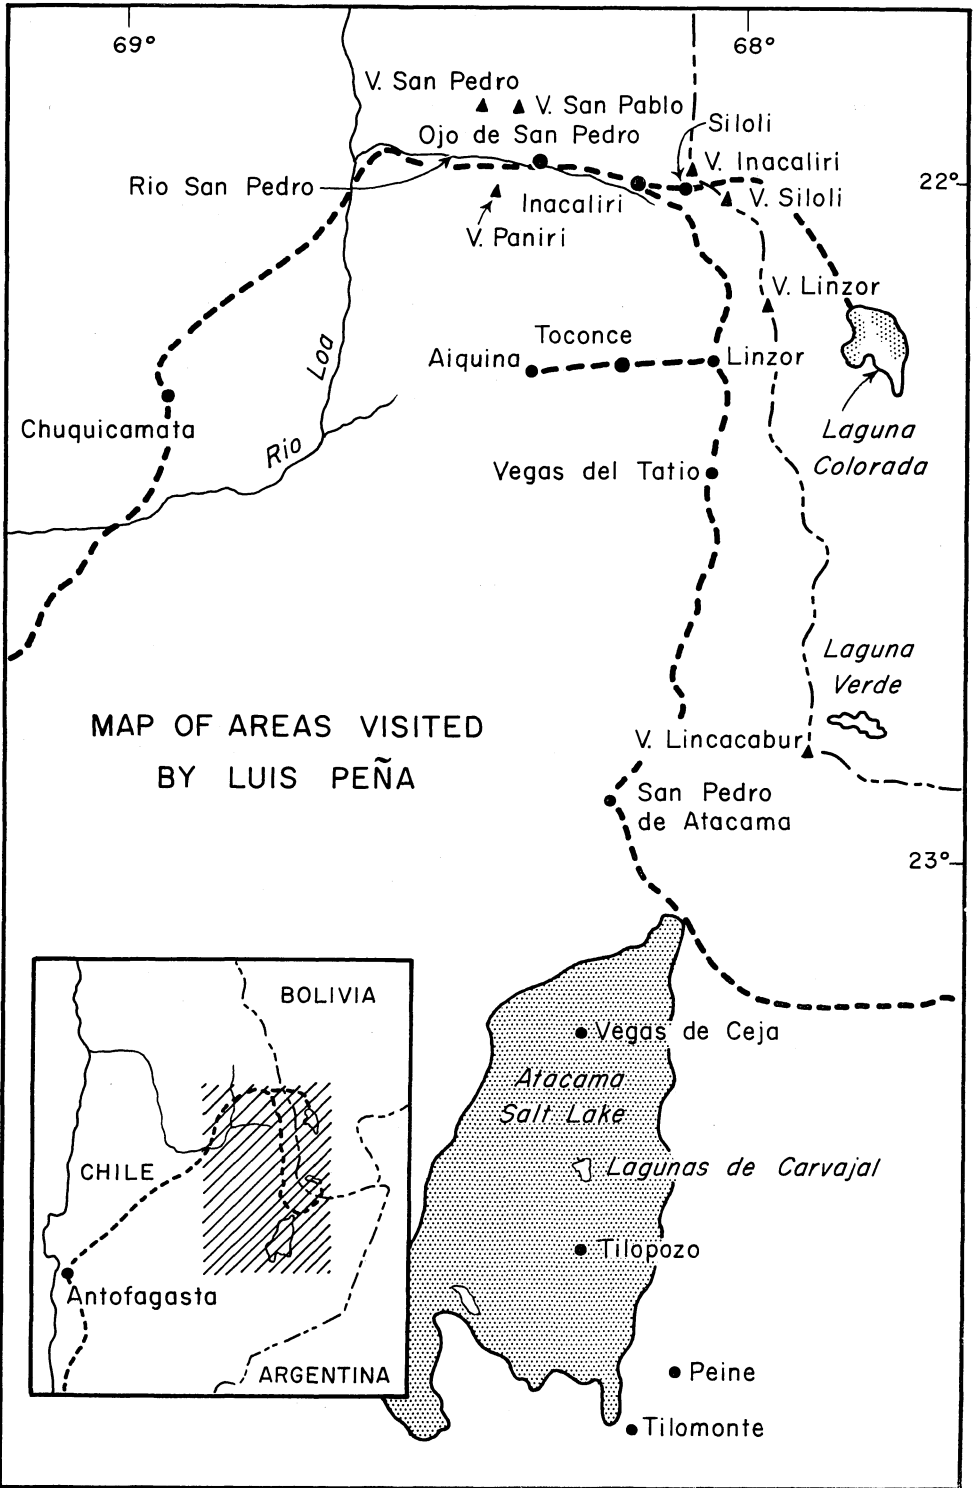 69°
68°
V. San Pedro
V. San Pablo
Siloli
Ojo de San Pedro
V. Inacaliri
Rio San Pedro
22°
V. Siloli
Inacaliri
V. Paniri
V. Linzor
Toconce
Aiquina
Linzor
Loa
Chuquicamata
Laguna
Colorada
Rio
Vegas del Tatio
Laguna
Verde
MAP OF AREAS VISITED
BY LUIS PEÑA
V. Lincacabur
San Pedro
de Atacama
23°
BOLIVIA
Vegas de Ceja
Atacama
Salt Lake
CHILE
Lagunas de Carvajal
Tilopozo
Antofagasta
ARGENTINA
Peine
Tilomonte